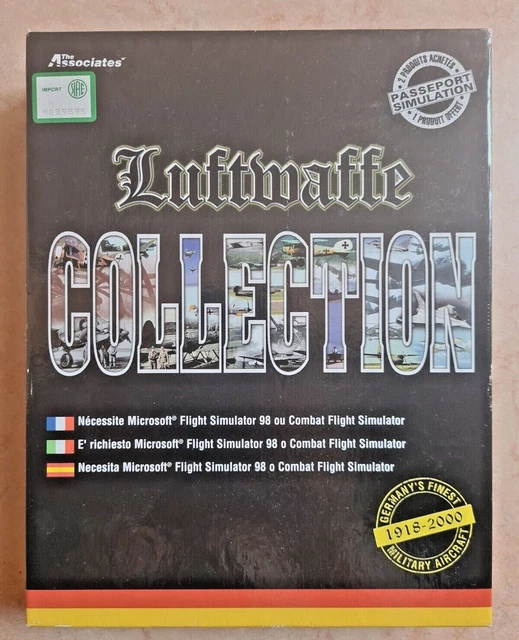 The
Associates
IMPORT
SIAE
2 PRODUITS ACHETÉS
PASSEPORT
SIMULATION
1 PRODUIT OFFERT
Luftwaffe
COLLECTION
Nécessite Microsoft® Flight Simulator 98 ou Combat Flight Simulator
E' richiesto Microsoft® Flight Simulator 98 o Combat Flight Simulator
Necesita Microsoft® Flight Simulator 98 o Combat Flight Simulator
GERMANY'S FINEST
1918-2000
MILITARY AIRCRAFT